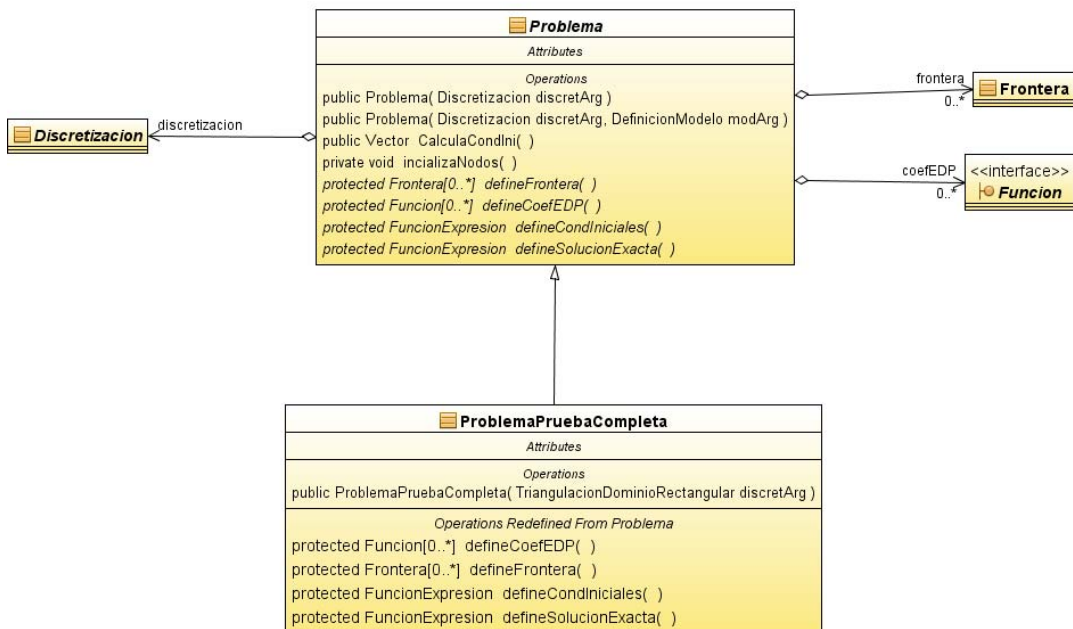 Problema
Attributes
Operations
public Problema( Discretizacion discretArg )
public Problema( Discretizacion discretArg, DefinicionModelo modArg )
public Vector CalculaCondIni( )
private void incializaNodos( )
protected Frontera[0..*] defineFrontera( )
protected Funcion[0..*] defineCoefEDP( )
protected FuncionExpresion defineCondIniciales( )
protected FuncionExpresion defineSolucionExacta( )
discretizacion
Discretizacion
frontera
0..*
Frontera
coefEDP
0..*
<<interface>>
Funcion
ProblemaPruebaCompleta
Attributes
Operations
public ProblemaPruebaCompleta( TriangulacionDominioRectangular discretArg )
Operations Redefined From Problema
protected Funcion[0..*] defineCoefEDP( )
protected Frontera[0..*] defineFrontera( )
protected FuncionExpresion defineCondIniciales( )
protected FuncionExpresion defineSolucionExacta( )